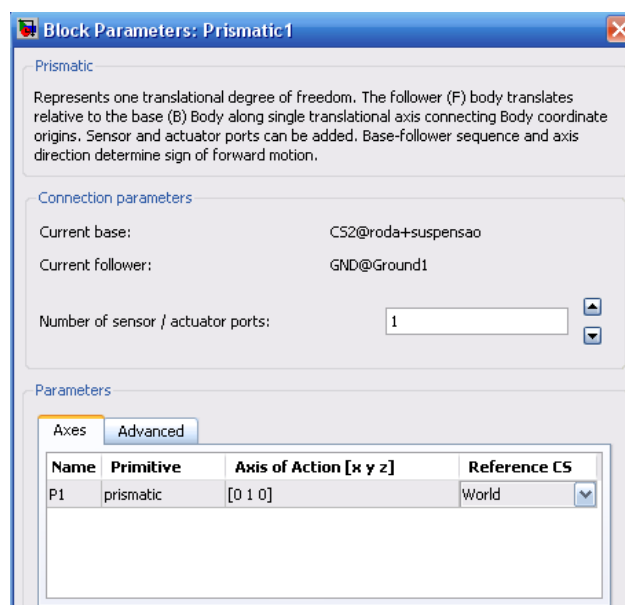 Block Parameters: Prismatic1
Prismatic
Represents one translational degree of freedom. The follower (F) body translates
relative to the base (B) Body along single translational axis connecting Body coordinate
origins. Sensor and actuator ports can be added. Base-follower sequence and axis
direction determine sign of forward motion.
Connection parameters
Current base: CS2@roda+suspensao
Current follower: GND@Ground1
Number of sensor / actuator ports: 1
Parameters
Axes Advanced
Name Primitive Axis of Action [x y z] Reference CS
P1 prismatic [0 1 0] World